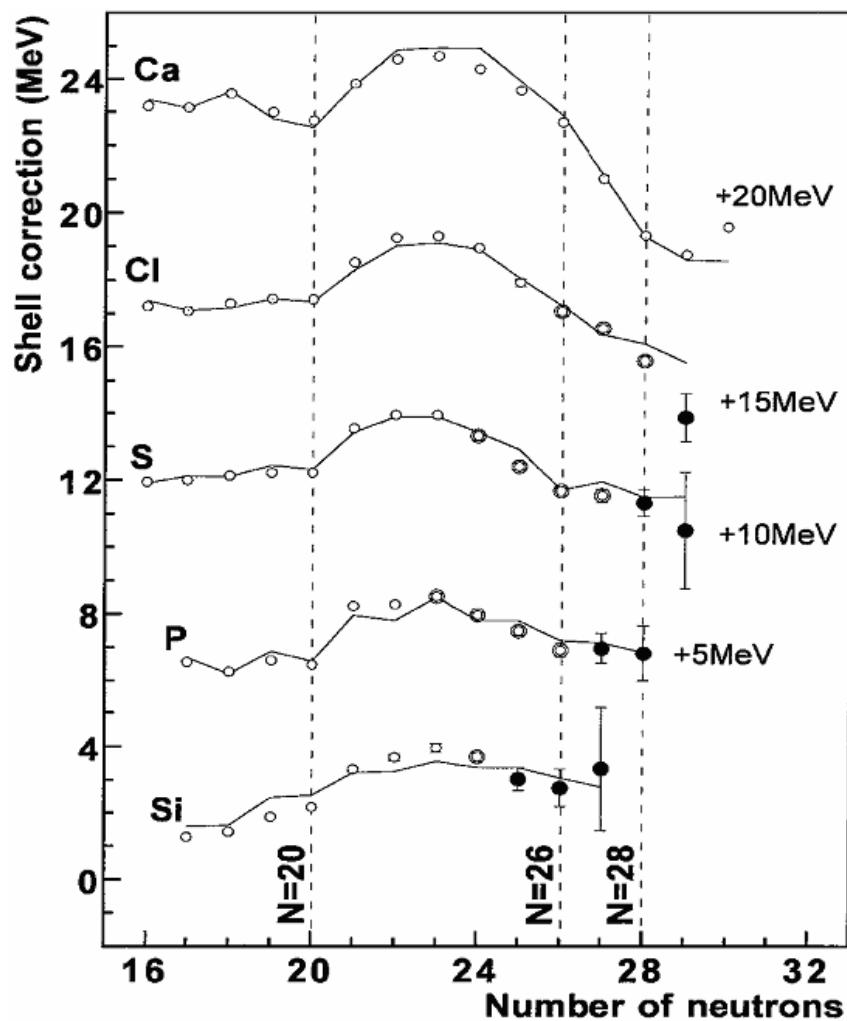 Shell correction (MeV)
24
20
16
12
8
4
0
Ca
+20MeV
Cl
+15MeV
S
+10MeV
P
+5MeV
Si
N=20
N=26
N=28
16
20
24
28
32
Number of neutrons